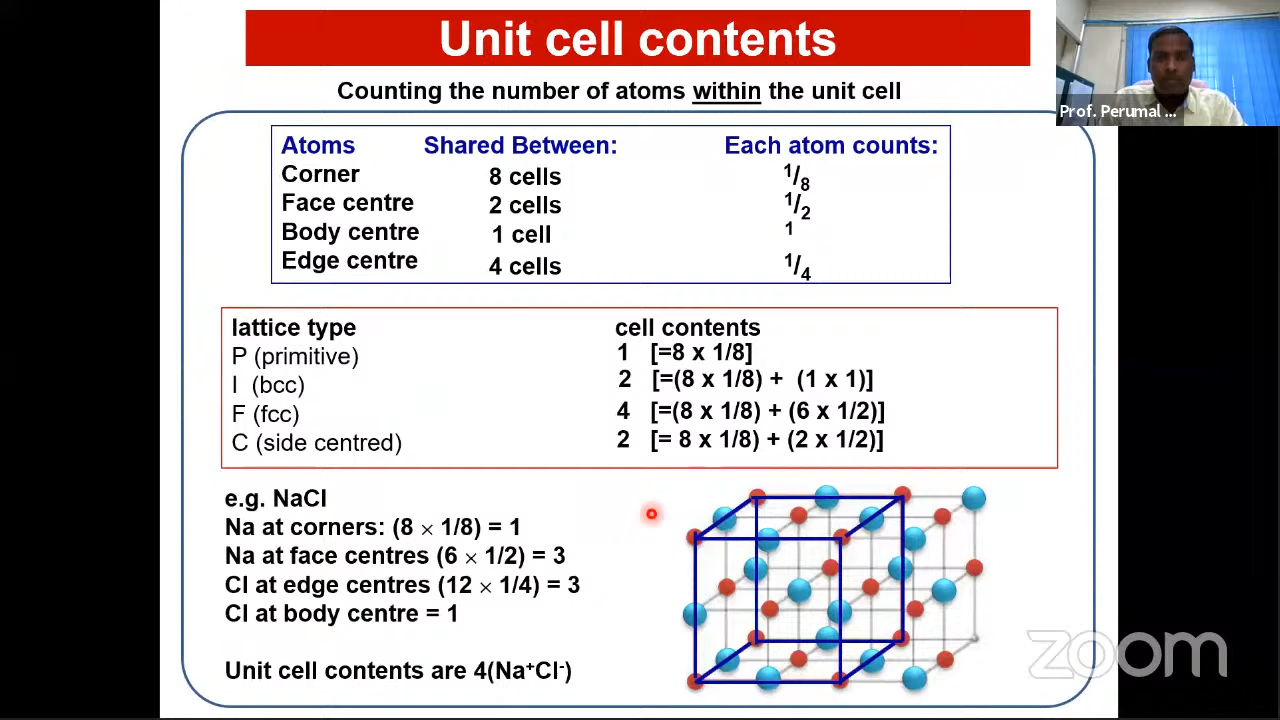 Unit cell contents
Counting the number of atoms within the unit cell
Prof. Perumal ...
Atoms Shared Between: Each atom counts:
Corner 8 cells 1/8
Face centre 2 cells 1/2
Body centre 1 cell 1
Edge centre 4 cells 1/4
lattice type cell contents
P (primitive) 1 [=8 x 1/8]
I (bcc) 2 [=(8 x 1/8) + (1 x 1)]
F (fcc) 4 [=(8 x 1/8) + (6 x 1/2)]
C (side centred) 2 [= 8 x 1/8) + (2 x 1/2)]
e.g. NaCl
Na at corners: (8 × 1/8) = 1
Na at face centres (6 × 1/2) = 3
Cl at edge centres (12 × 1/4) = 3
Cl at body centre = 1
Unit cell contents are 4(Na⁺Cl⁻)
zoom